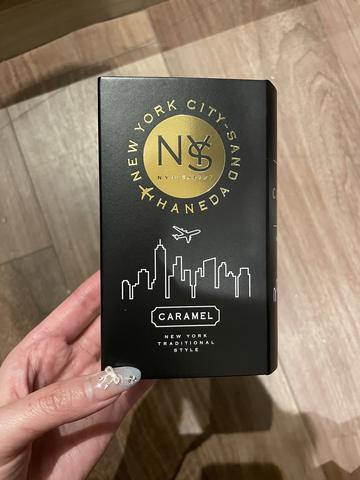 NEW YORK CITY-SAND
HANEDA
NYS
CARAMEL
NEW YORK
TRADITIONAL
STYLE